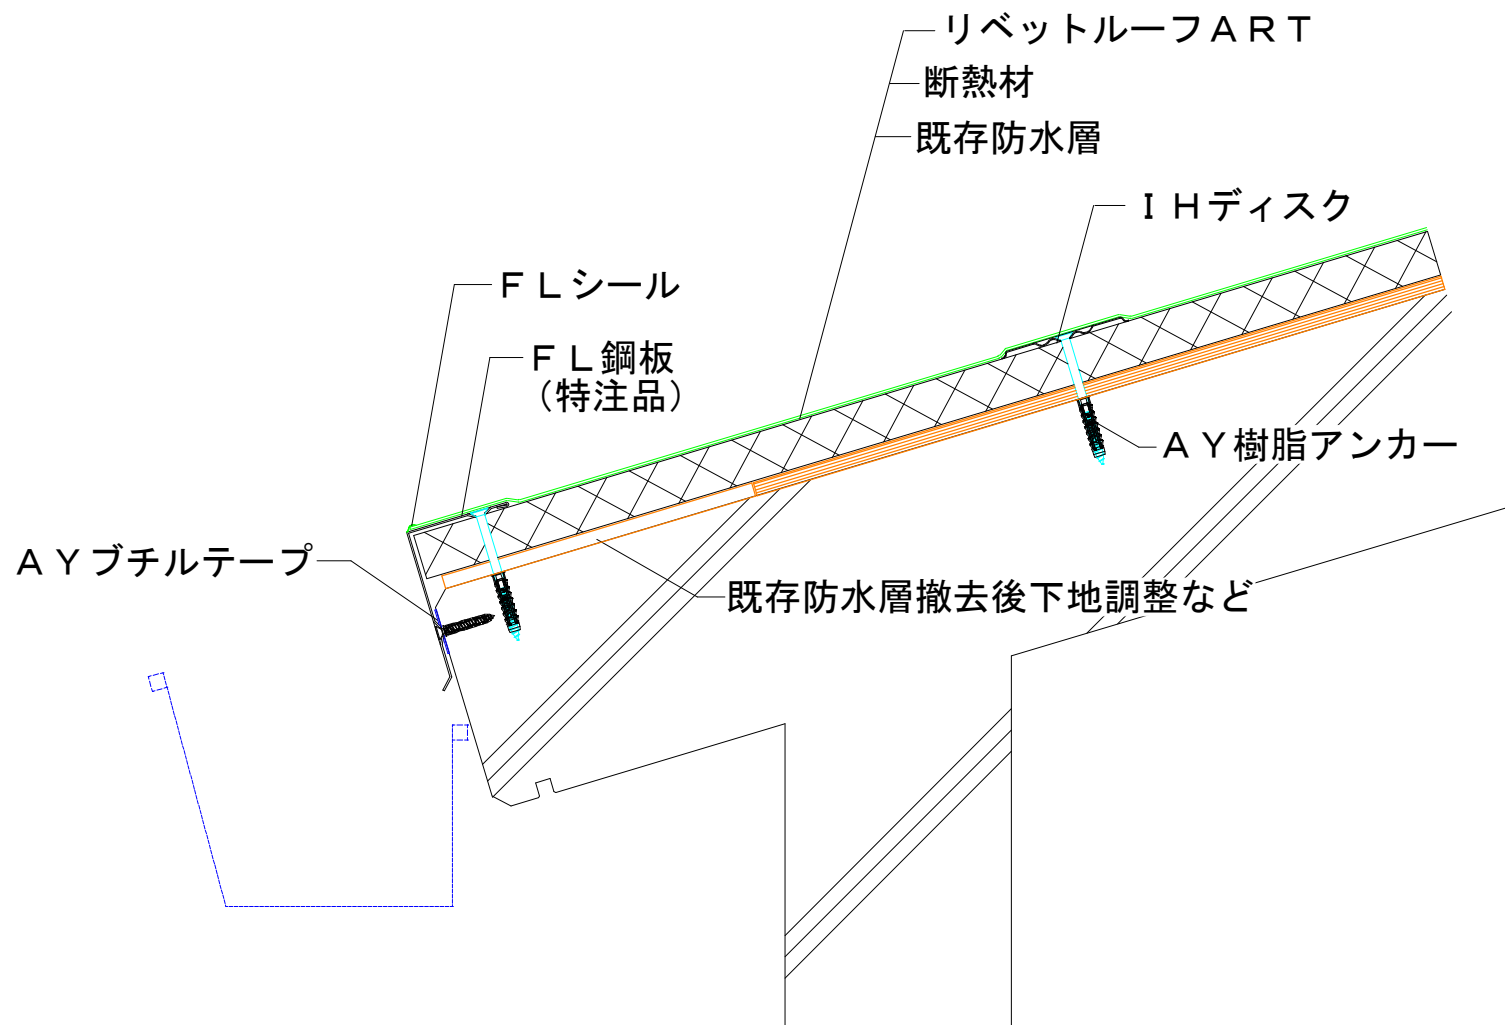 リベットルーフＡＲＴ
断熱材
既存防水層
ＩＨディスク
ＦＬシール
ＦＬ鋼板
（特注品）
ＡＹ樹脂アンカー
ＡＹブチルテープ
既存防水層撤去後下地調整など